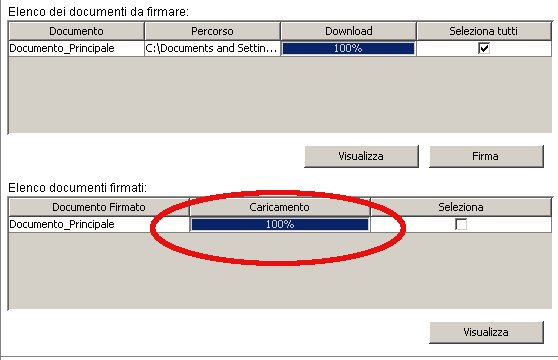 Elenco dei documenti da firmare:
Documento Percorso Download Seleziona tutti
Documento_Principale C:\Documents and Settin... 100%
Visualizza Firma
Elenco documenti firmati:
Documento Firmato Caricamento Seleziona
Documento_Principale 100%
Visualizza